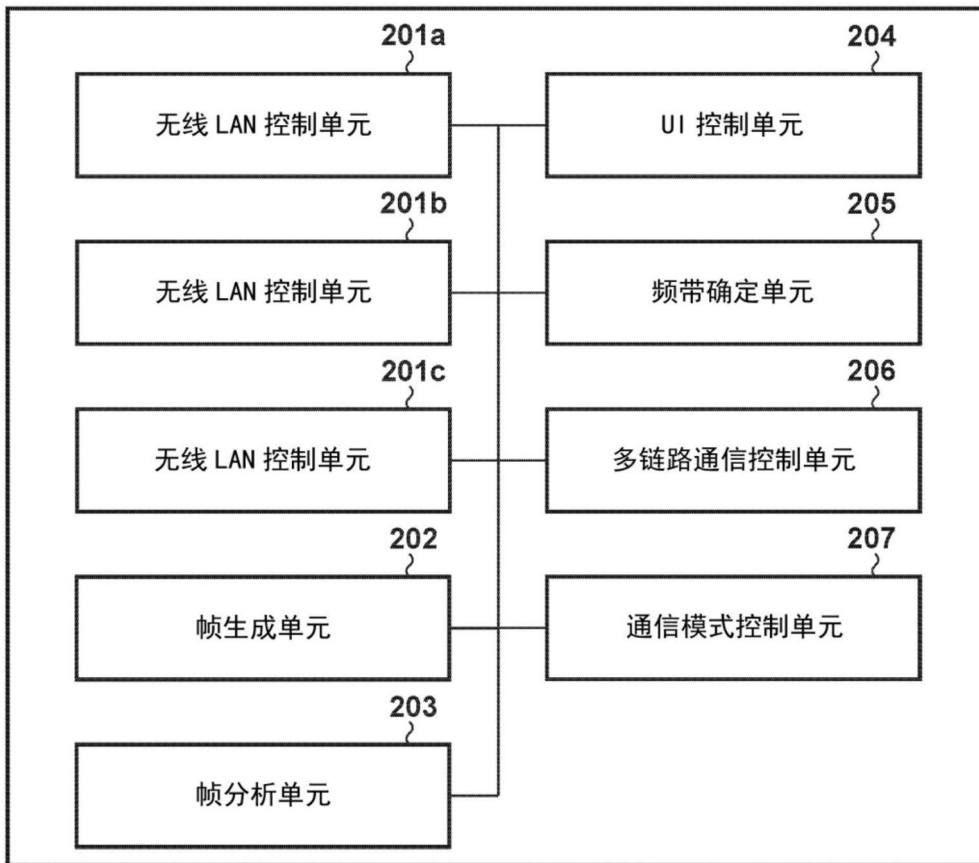 201a
无线 LAN 控制单元
204
UI 控制单元
201b
无线 LAN 控制单元
205
频带确定单元
201c
无线 LAN 控制单元
206
多链路通信控制单元
202
帧生成单元
207
通信模式控制单元
203
帧分析单元